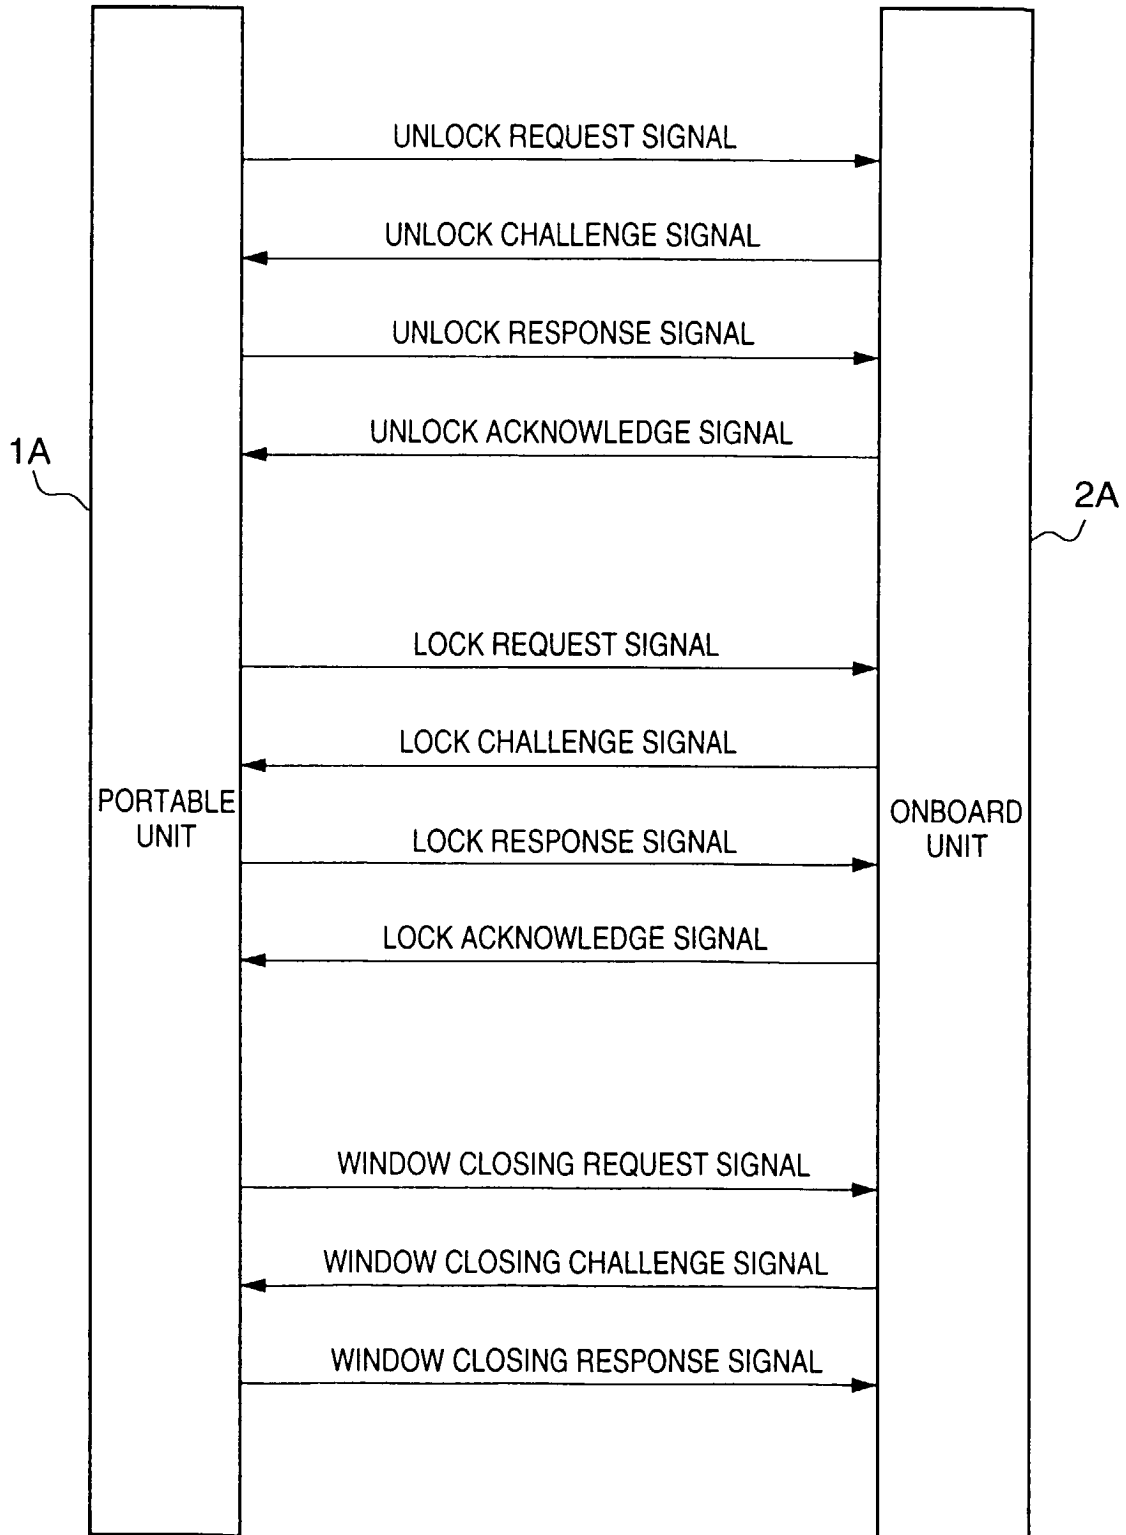 UNLOCK REQUEST SIGNAL
UNLOCK CHALLENGE SIGNAL
UNLOCK RESPONSE SIGNAL
UNLOCK ACKNOWLEDGE SIGNAL
1A
2A
LOCK REQUEST SIGNAL
LOCK CHALLENGE SIGNAL
PORTABLE
UNIT
ONBOARD
UNIT
LOCK RESPONSE SIGNAL
LOCK ACKNOWLEDGE SIGNAL
WINDOW CLOSING REQUEST SIGNAL
WINDOW CLOSING CHALLENGE SIGNAL
WINDOW CLOSING RESPONSE SIGNAL